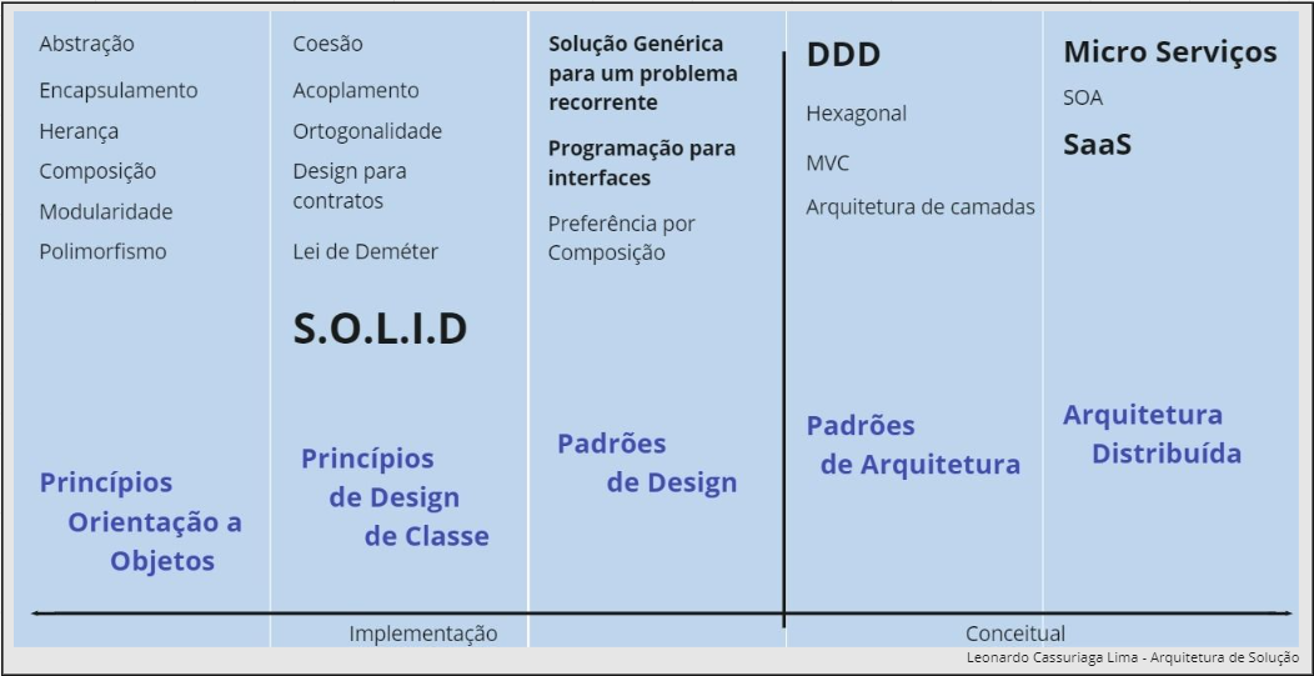 Abstração
Encapsulamento
Herança
Composição
Modularidade
Polimorfismo
Princípios
Orientação a
Objetos
Coesão
Acoplamento
Ortogonalidade
Design para
contratos
Lei de Deméter
S.O.L.I.D
Princípios
de Design
de Classe
Solução Genérica
para um problema
recorrente
Programação para
interfaces
Preferência por
Composição
Padrões
de Design
DDD
Hexagonal
MVC
Arquitetura de camadas
Padrões
de Arquitetura
Micro Serviços
SOA
SaaS
Arquitetura
Distribuída
Implementação
Conceitual
Leonardo Cassuriaga Lima - Arquitetura de Solução